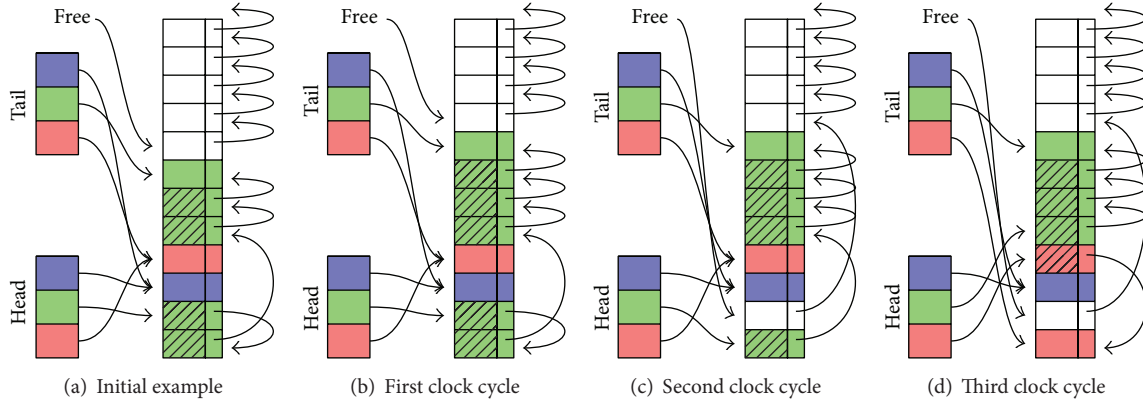 Free
Tail
Head
(a) Initial example
Free
Tail
Head
(b) First clock cycle
Free
Tail
Head
(c) Second clock cycle
Free
Tail
Head
(d) Third clock cycle